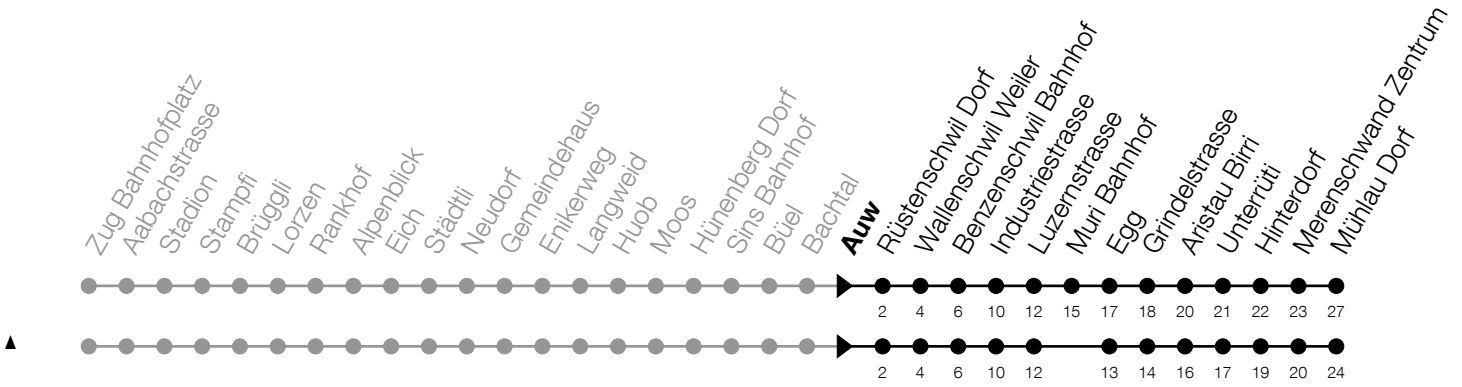 Zug Bahnhofplatz
Aabachstrasse
Stadion
Stampfi
Brüggli
Lorzen
Rankhof
Alpenblick
Eich
Städtli
Neudorf
Gemeindehaus
Enikerweg
Langweid
Huob
Moos
Hünenberg Dorf
Sins Bahnhof
Büel
Bachtal
Auw
Rüstenschwil Dorf
Wallenschwil Weiler
Benzenschwil Bahnhof
Industriestrasse
Luzernstrasse
Muri Bahnhof
Egg
Grindelstrasse
Aristau Birri
Unterrüti
Hinterdorf
Merenschwand Zentrum
Mühlau Dorf
2 4 6 10 12 15 17 18 20 21 22 23 27
2 4 6 10 12 13 14 16 17 19 20 24